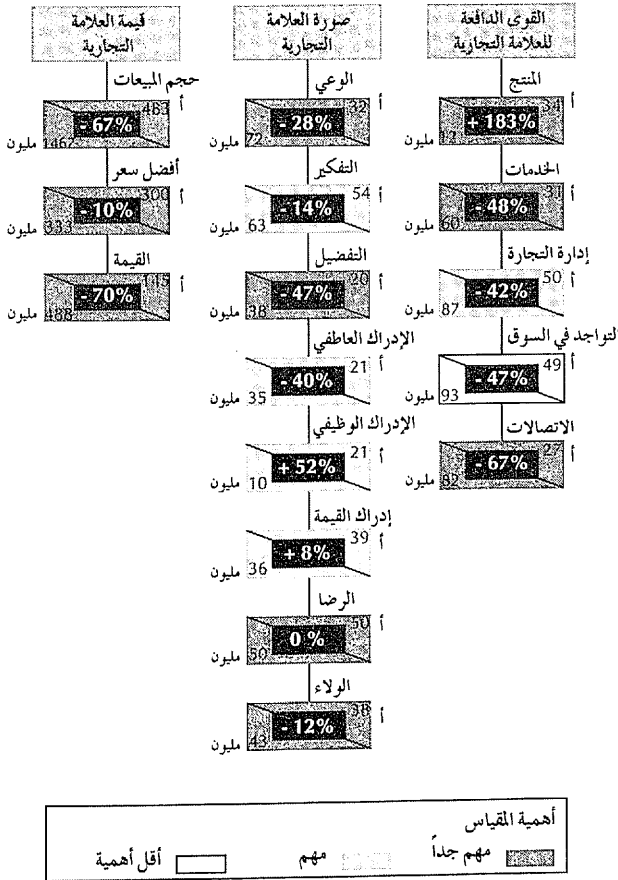 القوى الدافعة
للعلامة التجارية
المنتج
أ 34
+ 183%
12 مليون
الخدمات
أ 31
- 48%
60 مليون
إدارة التجارة
أ 50
- 42%
87 مليون
التواجد في السوق
أ 49
- 47%
93 مليون
الاتصالات
أ 27
- 67%
82 مليون
صورة العلامة
التجارية
الوعي
أ 32
- 28%
72 مليون
التفكير
أ 54
- 14%
63 مليون
التفضيل
أ 20
- 47%
38 مليون
الإدراك العاطفي
أ 21
- 40%
35 مليون
الإدراك الوظيفي
أ 21
+ 52%
10 مليون
إدراك القيمة
أ 39
+ 8%
36 مليون
الرضا
أ 50
0 %
50 مليون
الولاء
أ 38
- 12%
43 مليون
قيمة العلامة
التجارية
حجم المبيعات
أ 483
- 67%
1467 مليون
أفضل سعر
أ 300
- 10%
333 مليون
القيمة
أ 145
- 70%
488 مليون
أهمية المقياس
مهم جداً
مهم
أقل أهمية